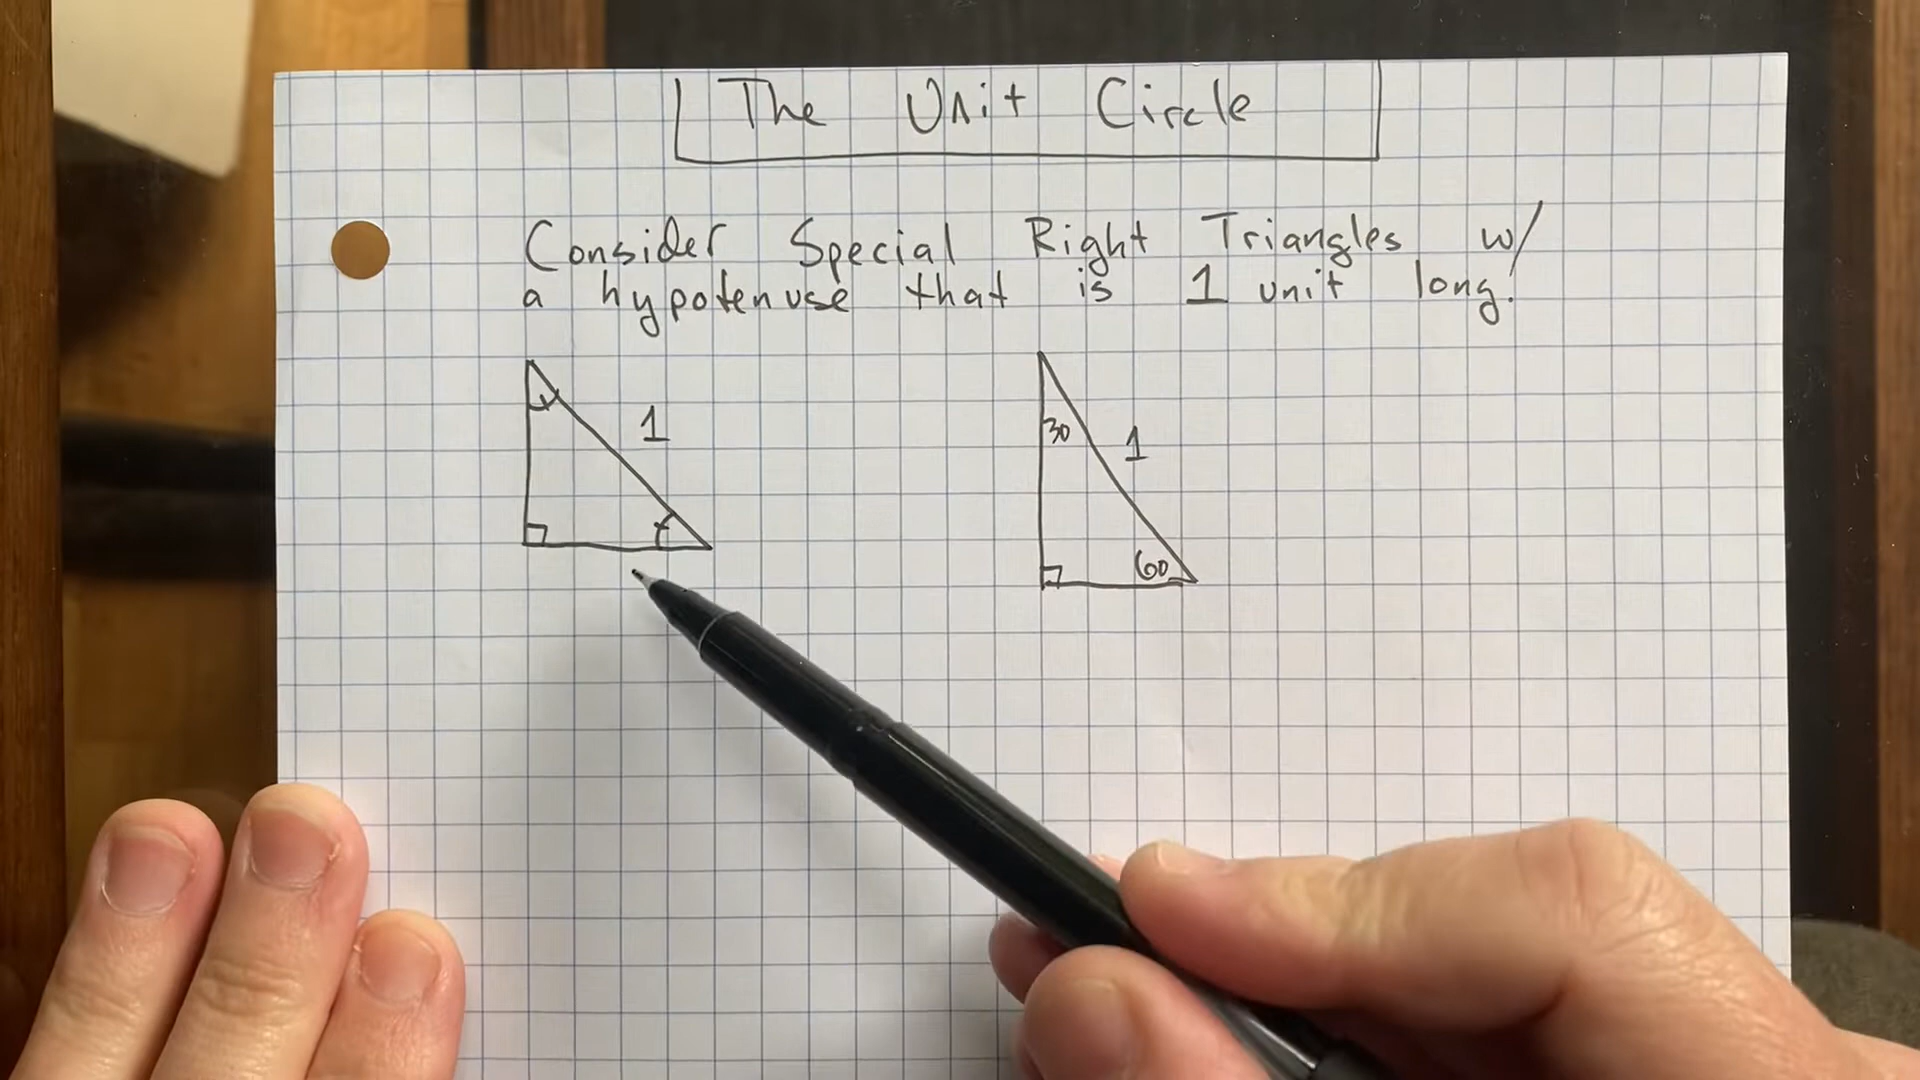 The Unit Circle
Consider Special Right Triangles w/
a hypotenuse that is 1 unit long.
1
30
1
60